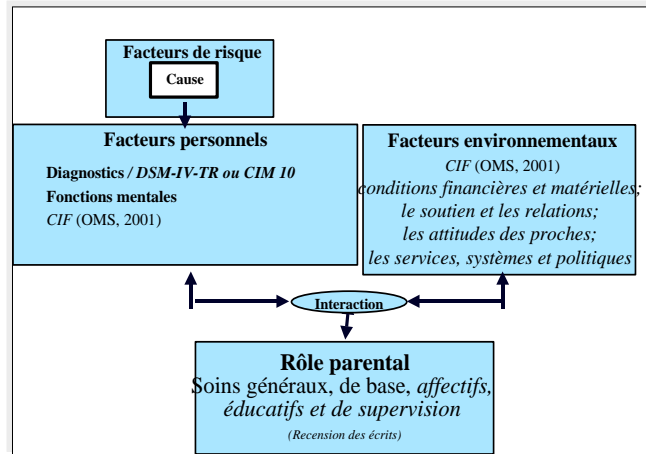 Facteurs de risque
Cause
Facteurs personnels
Diagnostics / DSM-IV-TR ou CIM 10
Fonctions mentales
CIF (OMS, 2001)
Facteurs environnementaux
CIF (OMS, 2001)
conditions financières et matérielles;
le soutien et les relations;
les attitudes des proches;
les services, systèmes et politiques
Interaction
Rôle parental
Soins généraux, de base, affectifs,
éducatifs et de supervision
(Recension des écrits)